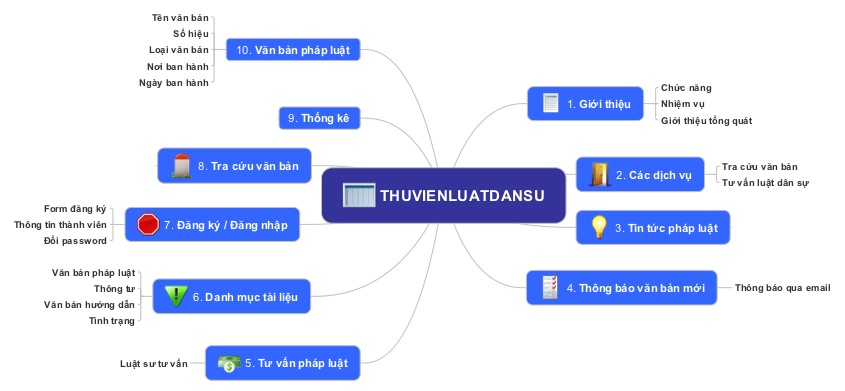 THUVIENLUATDANSU
1. Giới thiệu
Chức năng
Nhiệm vụ
Giới thiệu tổng quát
2. Các dịch vụ
Tra cứu văn bản
Tư vấn luật dân sự
3. Tin tức pháp luật
4. Thông báo văn bản mới
Thông báo qua email
5. Tư vấn pháp luật
Luật sư tư vấn
6. Danh mục tài liệu
Văn bản pháp luật
Thông tư
Văn bản hướng dẫn
Tình trạng
7. Đăng ký / Đăng nhập
Form đăng ký
Thông tin thành viên
Đổi password
8. Tra cứu văn bản
9. Thống kê
10. Văn bản pháp luật
Tên văn bản
Số hiệu
Loại văn bản
Nơi ban hành
Ngày ban hành